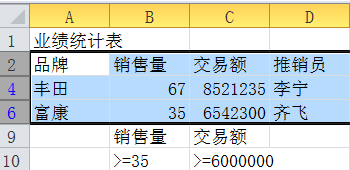 A B C D
1 业绩统计表
2 品牌 销售量 交易额 推销员
4 丰田 67 8521235 李宁
6 富康 35 6542300 齐飞
9 销售量 交易额
10 >=35 >=6000000